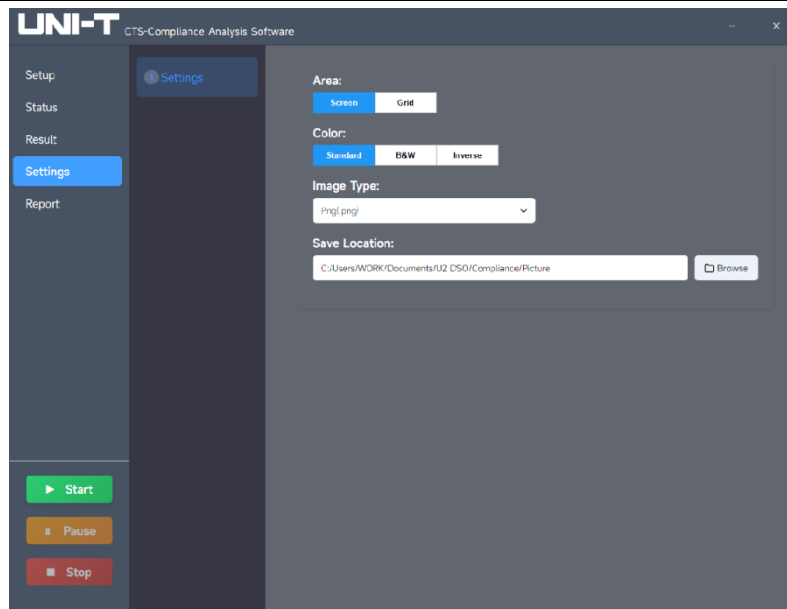 UNI-T CTS-Compliance Analysis Software
Setup
Status
Result
Settings
Report
1 Settings
Area:
Screen Grid
Color:
Standard B&W Inverse
Image Type:
Png(.png)
Save Location:
C:/Users/WORK/Documents/U2 DSO/Compliance/Picture Browse
Start
Pause
Stop